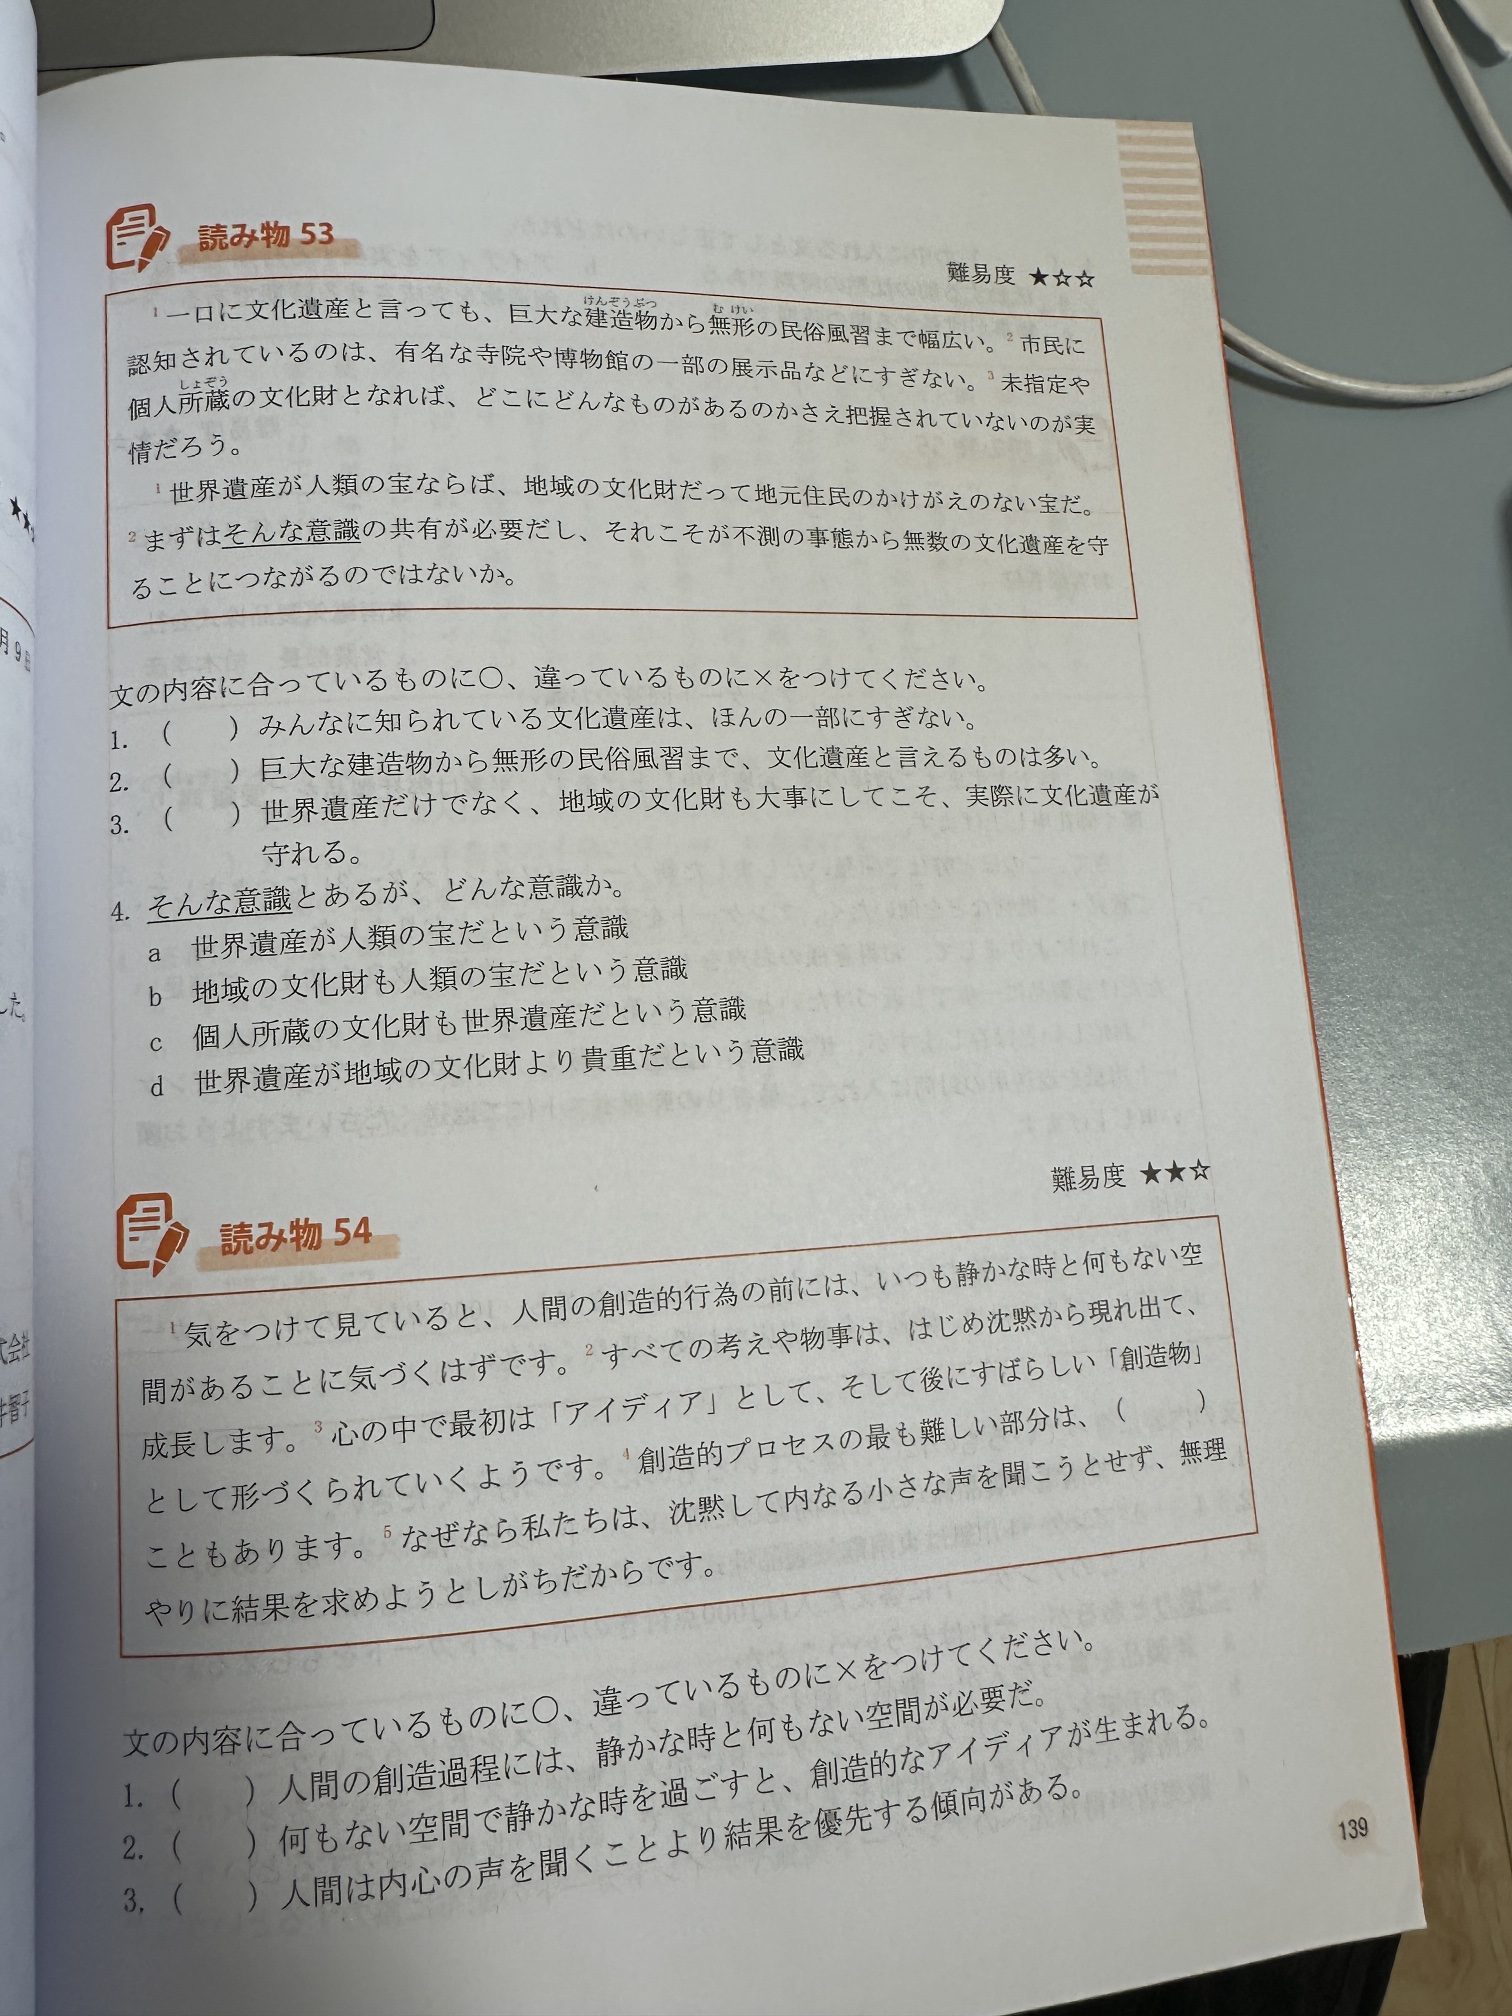 読み物 53
難易度 ★☆☆
1 一口に文化遺産と言っても、巨大な建造物から無形の民俗風習まで幅広い。2 市民に
認知されているのは、有名な寺院や博物館の一部の展示品などにすぎない。3 未指定や
個人所蔵の文化財となれば、どこにどんなものがあるのかさえ把握されていないのが実
情だろう。
1 世界遺産が人類の宝ならば、地域の文化財だって地元住民のかけがえのない宝だ。
2 まずはそんな意識の共有が必要だし、それこそが不測の事態から無数の文化遺産を守
ることにつながるのではないか。
文の内容に合っているものに○、違っているものに×をつけてください。
1. (　　) みんなに知られている文化遺産は、ほんの一部にすぎない。
2. (　　) 巨大な建造物から無形の民俗風習まで、文化遺産と言えるものは多い。
3. (　　) 世界遺産だけでなく、地域の文化財も大事にしてこそ、実際に文化遺産が
守れる。
4. そんな意識とあるが、どんな意識か。
a 世界遺産が人類の宝だという意識
b 地域の文化財も人類の宝だという意識
c 個人所蔵の文化財も世界遺産だという意識
d 世界遺産が地域の文化財より貴重だという意識
難易度 ★★☆
読み物 54
1 気をつけて見ていると、人間の創造的行為の前には、いつも静かな時と何もない空
間があることに気づくはずです。2 すべての考えや物事は、はじめ沈黙から現れ出て、
成長します。3 心の中で最初は「アイディア」として、そして後にすばらしい「創造物」
として形づくられていくようです。4 創造的プロセスの最も難しい部分は、(　　)
こともあります。5 なぜなら私たちは、沈黙して内なる小さな声を聞こうとせず、無理
やりに結果を求めようとしがちだからです。
文の内容に合っているものに○、違っているものに×をつけてください。
1. (　　) 人間の創造過程には、静かな時と何もない空間が必要だ。
2. (　　) 何もない空間で静かな時を過ごすと、創造的なアイディアが生まれる。
3. (　　) 人間は内心の声を聞くことより結果を優先する傾向がある。
139
月9日
した。
式会社
井智子